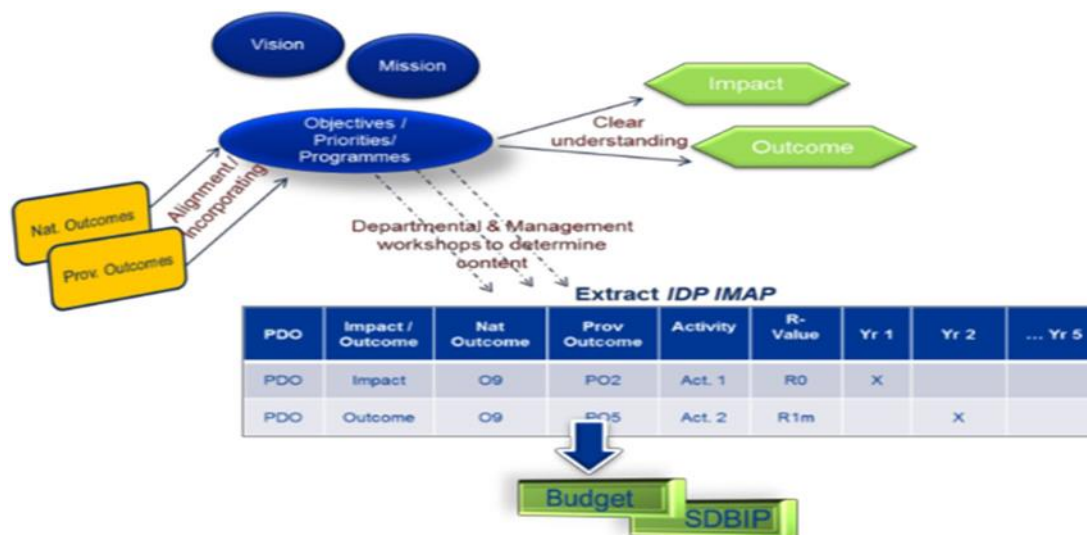 Vision
Mission
Objectives /
Priorities/
Programmes
Impact
Clear
understanding
Outcome
Nat. Outcomes
Prov. Outcomes
Alignment /
Incorporating
Departmental & Management
workshops to determine
content
Extract IDP IMAP
PDO Impact / Outcome Nat Outcome Prov Outcome Activity R-Value Yr 1 Yr 2 ... Yr 5
PDO Impact O9 PO2 Act. 1 R0 X
PDO Outcome O9 PO5 Act. 2 R1m X
Budget
SDBIP